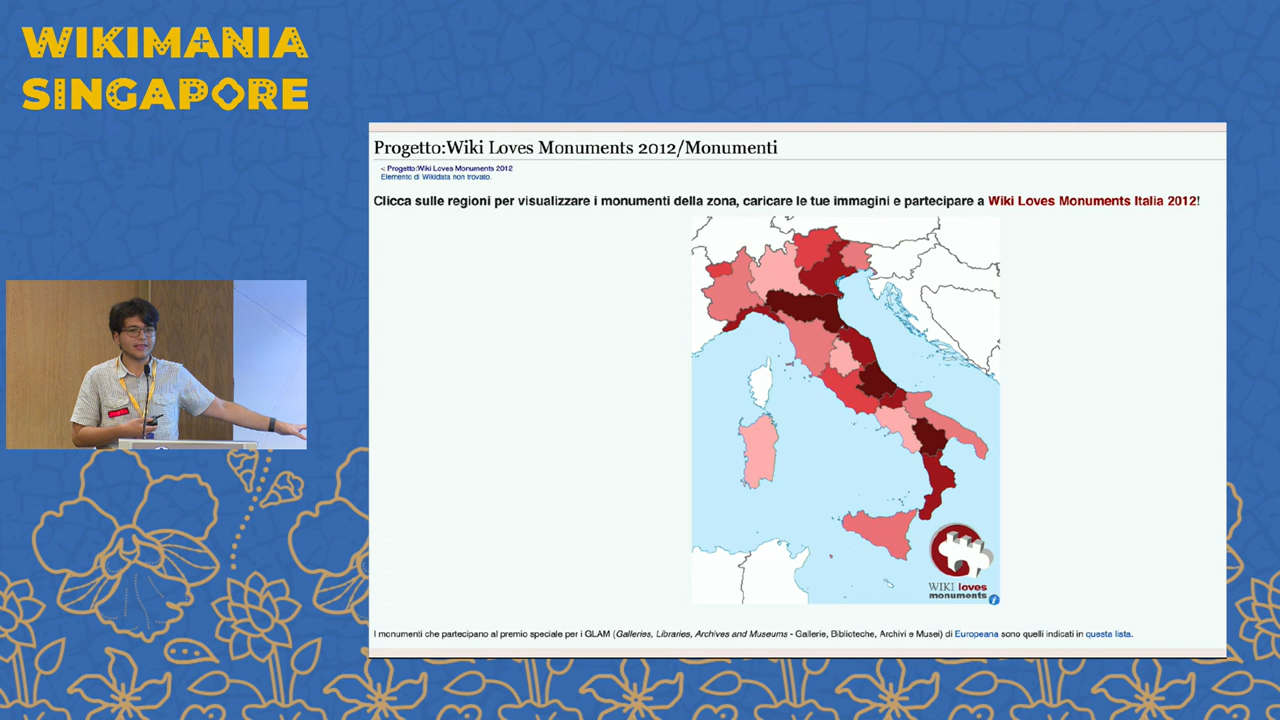 WIKIMANIA
SINGAPORE
Progetto:Wiki Loves Monuments 2012/Monumenti
< Progetto:Wiki Loves Monuments 2012
Elemento di Wikidata non trovato.
Clicca sulle regioni per visualizzare i monumenti della zona, caricare le tue immagini e partecipare a Wiki Loves Monuments Italia 2012!
WIKI loves
monuments
I monumenti che partecipano al premio speciale per i GLAM (Galleries, Libraries, Archives and Museums - Gallerie, Biblioteche, Archivi e Musei) di Europeana sono quelli indicati in questa lista.